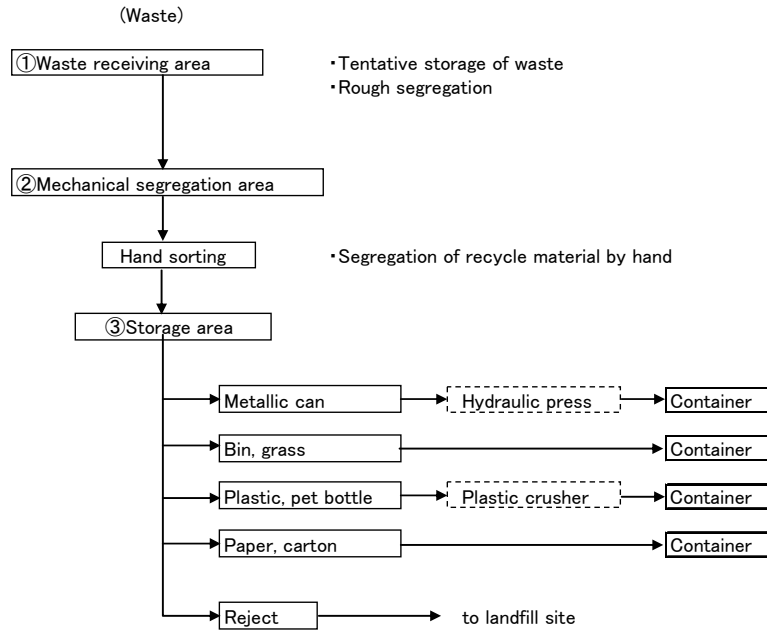 (Waste)
①Waste receiving area
・Tentative storage of waste
・Rough segregation
②Mechanical segregation area
Hand sorting
・Segregation of recycle material by hand
③Storage area
Metallic can
Hydraulic press
Container
Bin, grass
Container
Plastic, pet bottle
Plastic crusher
Container
Paper, carton
Container
Reject
to landfill site